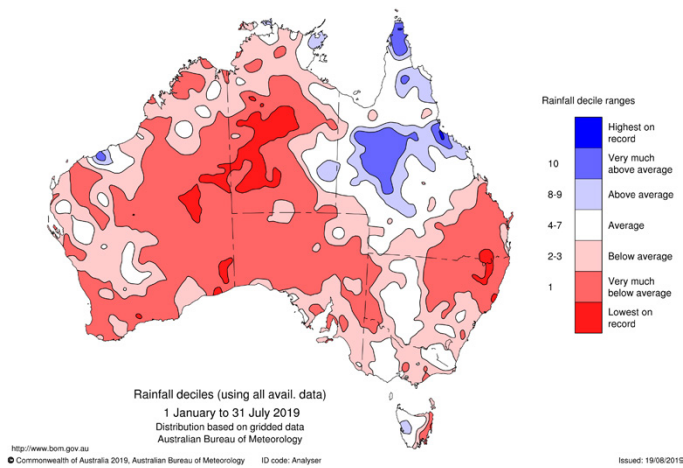 Rainfall decile ranges
Highest on
record
10
Very much
above average
8-9
Above average
4-7
Average
2-3
Below average
1
Very much
below average
Lowest on
record
Rainfall deciles (using all avail. data)
1 January to 31 July 2019
Distribution based on gridded data
Australian Bureau of Meteorology
http://www.bom.gov.au
© Commonwealth of Australia 2019, Australian Bureau of Meteorology ID code: Analyser Issued: 19/08/2019